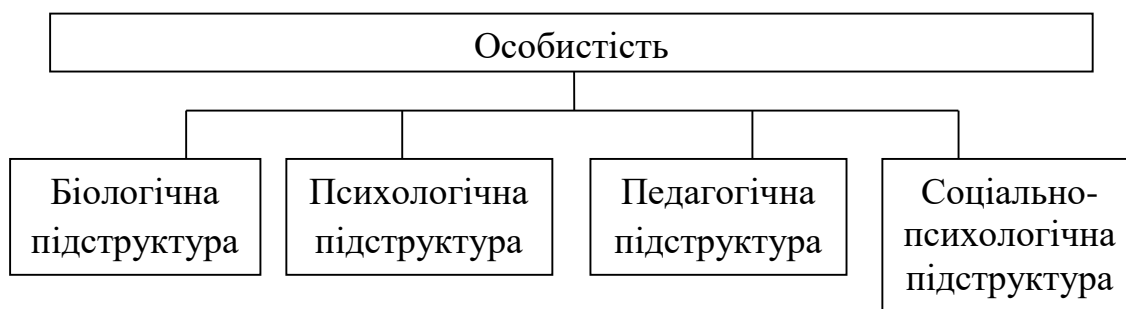 Особистість
Біологічна
підструктура
Психологічна
підструктура
Педагогічна
підструктура
Соціально-
психологічна
підструктура